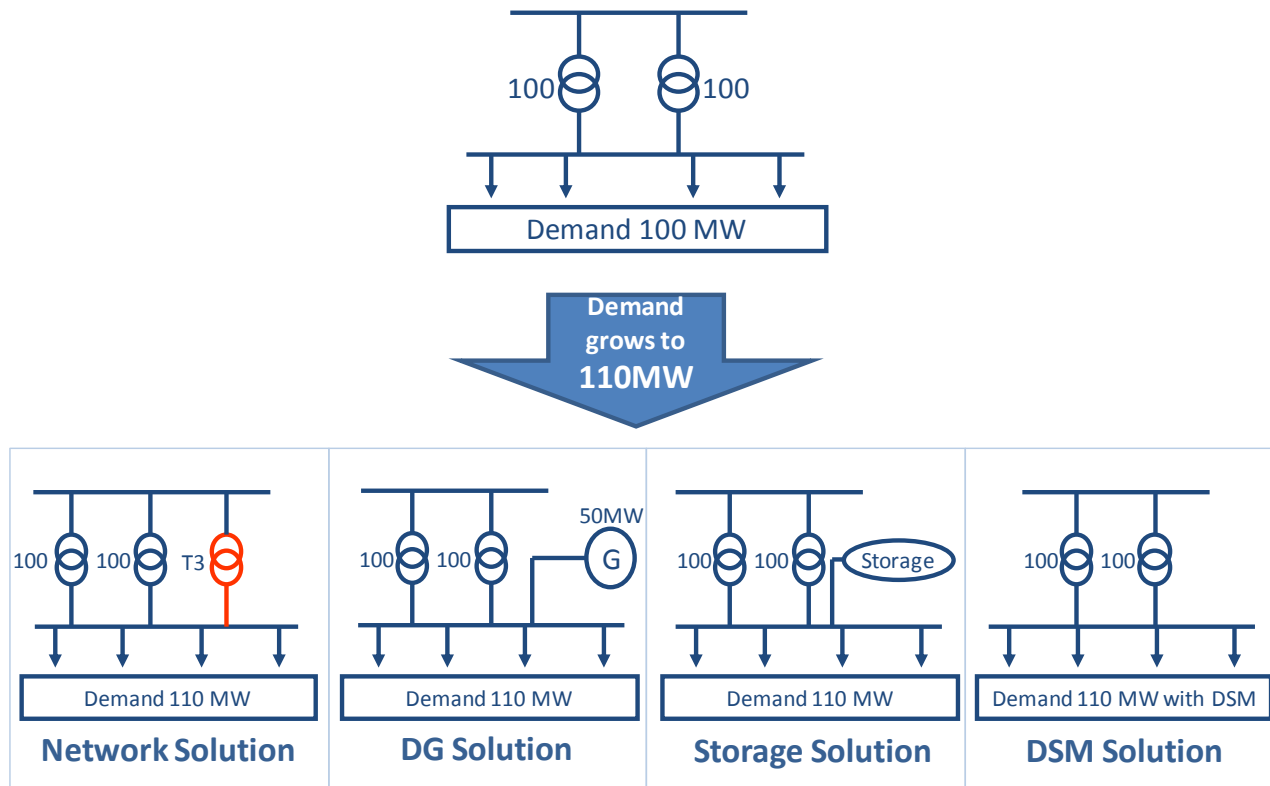 100
100
Demand 100 MW
Demand
grows to
110MW
100
100
T3
Demand 110 MW
Network Solution
50MW
100
100
G
Demand 110 MW
DG Solution
100
100
Storage
Demand 110 MW
Storage Solution
100
100
Demand 110 MW with DSM
DSM Solution